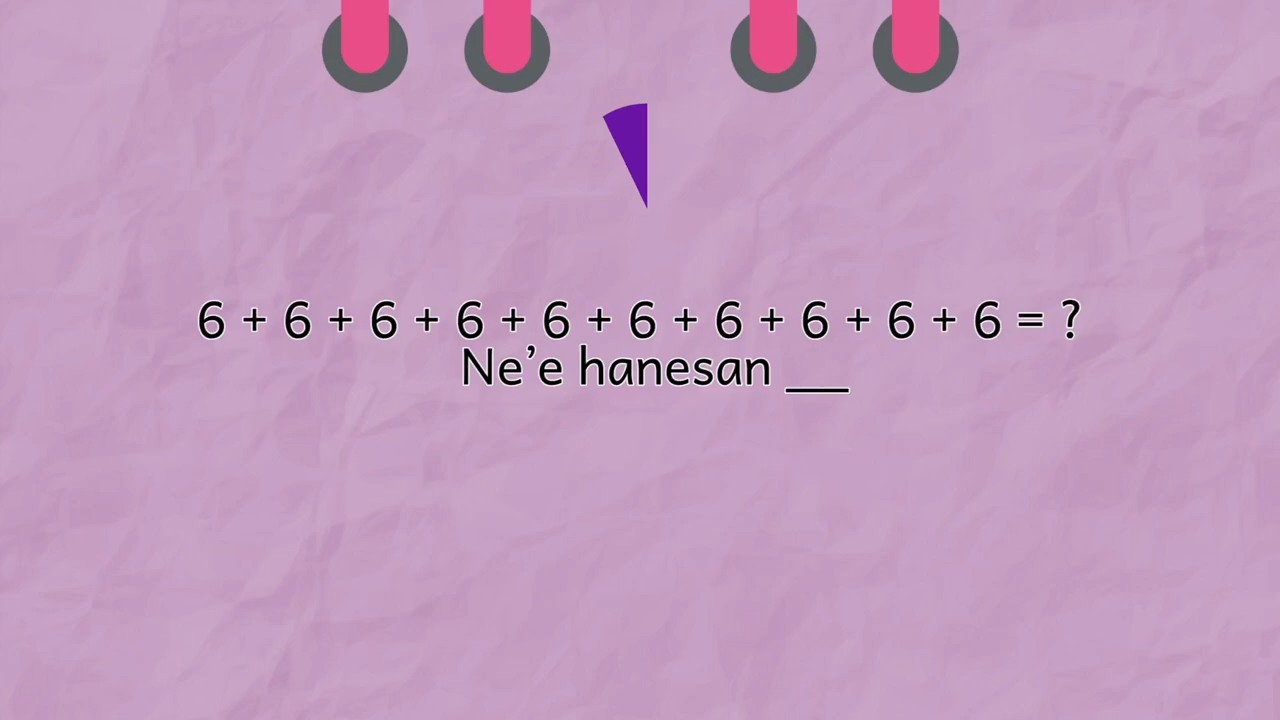 6 + 6 + 6 + 6 + 6 + 6 + 6 + 6 + 6 + 6 = ?
Ne’e hanesan ___